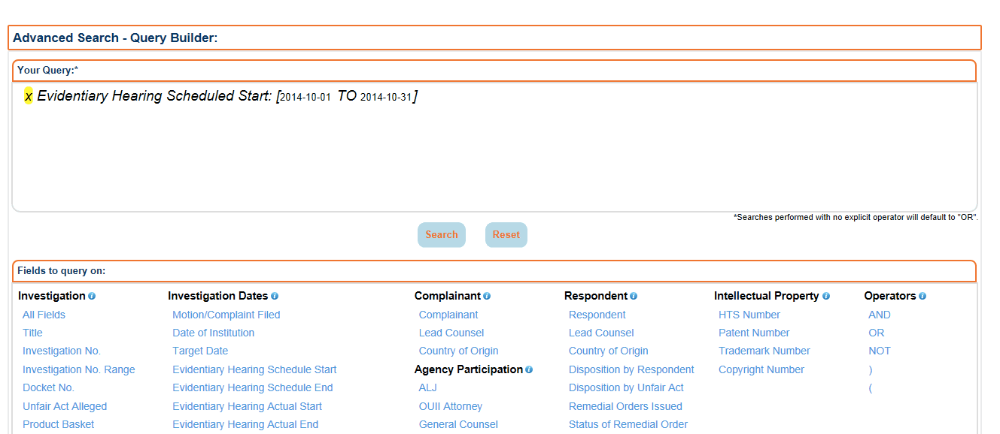 Advanced Search - Query Builder:
Your Query:*
x Evidentiary Hearing Scheduled Start: [2014-10-01 TO 2014-10-31]
*Searches performed with no explicit operator will default to "OR".
Search Reset
Fields to query on:
Investigation i Investigation Dates i Complainant i Respondent i Intellectual Property i Operators i
All Fields Motion/Complaint Filed Complainant Respondent HTS Number AND
Title Date of Institution Lead Counsel Lead Counsel Patent Number OR
Investigation No. Target Date Country of Origin Country of Origin Trademark Number NOT
Investigation No. Range Evidentiary Hearing Schedule Start Agency Participation i Disposition by Respondent Copyright Number )
Docket No. Evidentiary Hearing Schedule End ALJ Disposition by Unfair Act (
Unfair Act Alleged Evidentiary Hearing Actual Start OUII Attorney Remedial Orders Issued
Product Basket Evidentiary Hearing Actual End General Counsel Status of Remedial Order